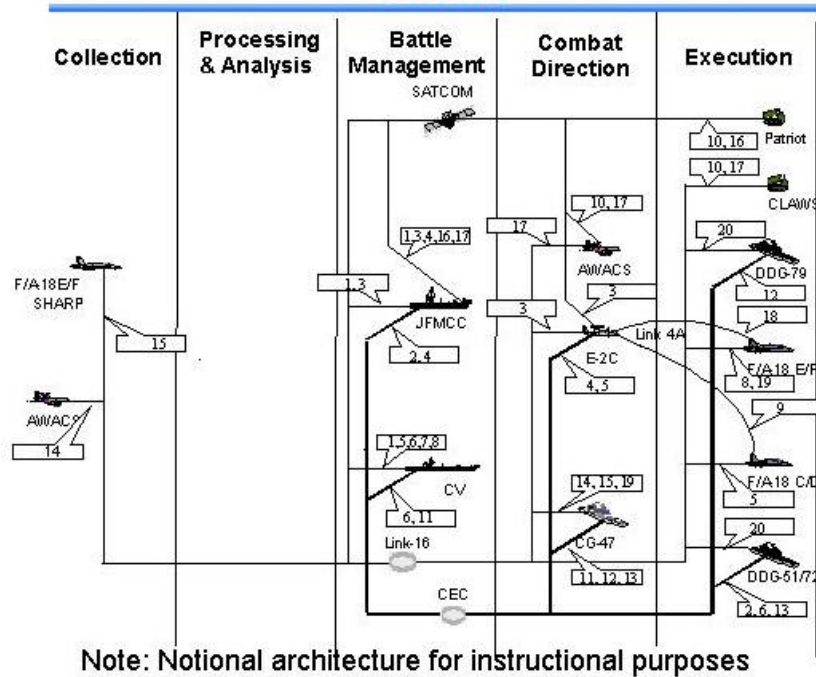 Collection
Processing
& Analysis
Battle
Management
Combat
Direction
Execution
SATCOM
Patriot
10, 16
10, 17
CLAWS
10, 17
20
17
1,3,4,16,17
AWACS
DDG-79
F/A18E/F
SHARP
1,3
3
12
JFMCC
3
18
Link 4A
15
E-2C
F/A18 E/F
2,4
4, 5
8, 19
AWACS
9
14
1,5,6,7,8
14, 15, 19
CV
F/A18 C/D
5
6, 11
20
Link-16
CG-47
11, 12, 13
DDG-51/72
CEC
2, 6, 13
Note: Notional architecture for instructional purposes